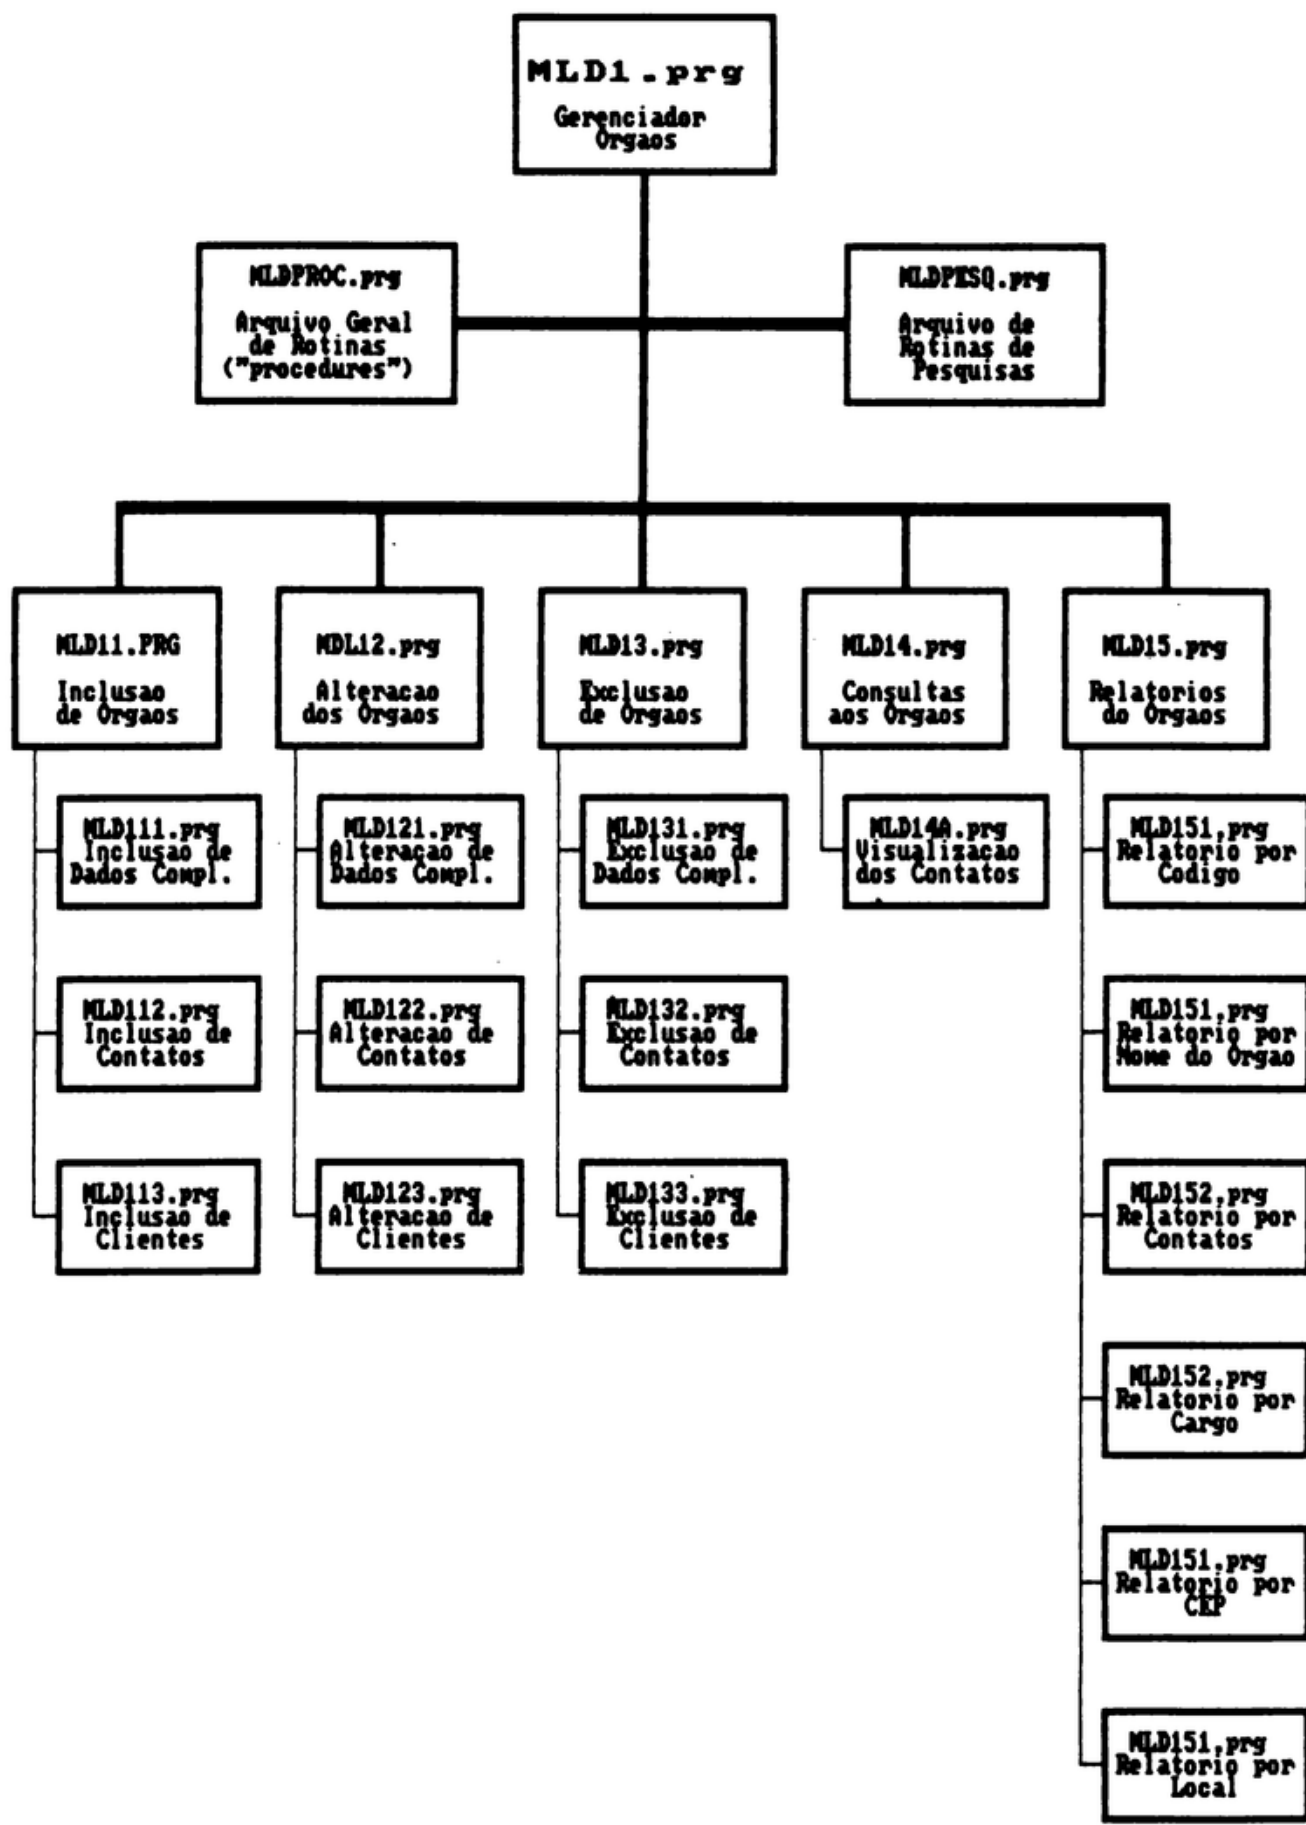 MLD1.prg
Gerenciador
Orgaos
MLDPROC.prg
Arquivo Geral
de Rotinas
("procedures")
MLDPESQ.prg
Arquivo de
Rotinas de
Pesquisas
MLD11.PRG
Inclusao
de Orgaos
MDL12.prg
Alteracao
dos Orgaos
MLD13.prg
Exclusao
de Orgaos
MLD14.prg
Consultas
aos Orgaos
MLD15.prg
Relatorios
do Orgaos
MLD111.prg
Inclusao de
Dados Compl.
MLD112.prg
Inclusao de
Contatos
MLD113.prg
Inclusao de
Clientes
MLD121.prg
Alteracao de
Dados Compl.
MLD122.prg
Alteracao de
Contatos
MLD123.prg
Alteracao de
Clientes
MLD131.prg
Exclusao de
Dados Compl.
MLD132.prg
Exclusao de
Contatos
MLD133.prg
Exclusao de
Clientes
MLD14A.prg
Visualizacao
dos Contatos
MLD151.prg
Relatorio por
Codigo
MLD151.prg
Relatorio por
Nome do Orgao
MLD152.prg
Relatorio por
Contatos
MLD152.prg
Relatorio por
Cargo
MLD151.prg
Relatorio por
CEP
MLD151.prg
Relatorio por
Local